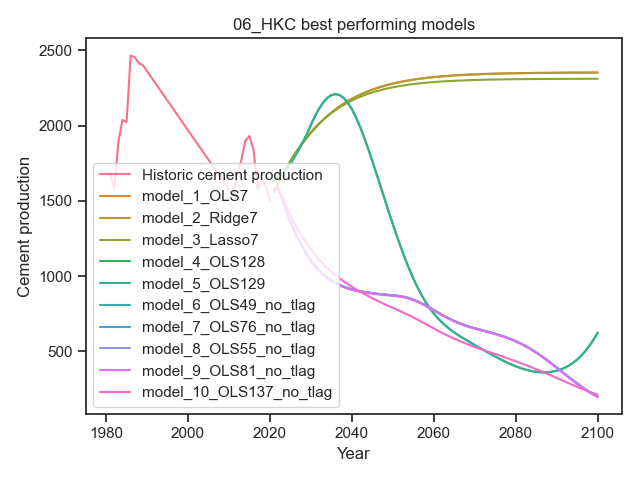 06_HKC best performing models
Cement production
2500
2000
1500
1000
500
Historic cement production
model_1_OLS7
model_2_Ridge7
model_3_Lasso7
model_4_OLS128
model_5_OLS129
model_6_OLS49_no_tlag
model_7_OLS76_no_tlag
model_8_OLS55_no_tlag
model_9_OLS81_no_tlag
model_10_OLS137_no_tlag
1980 2000 2020 2040 2060 2080 2100
Year